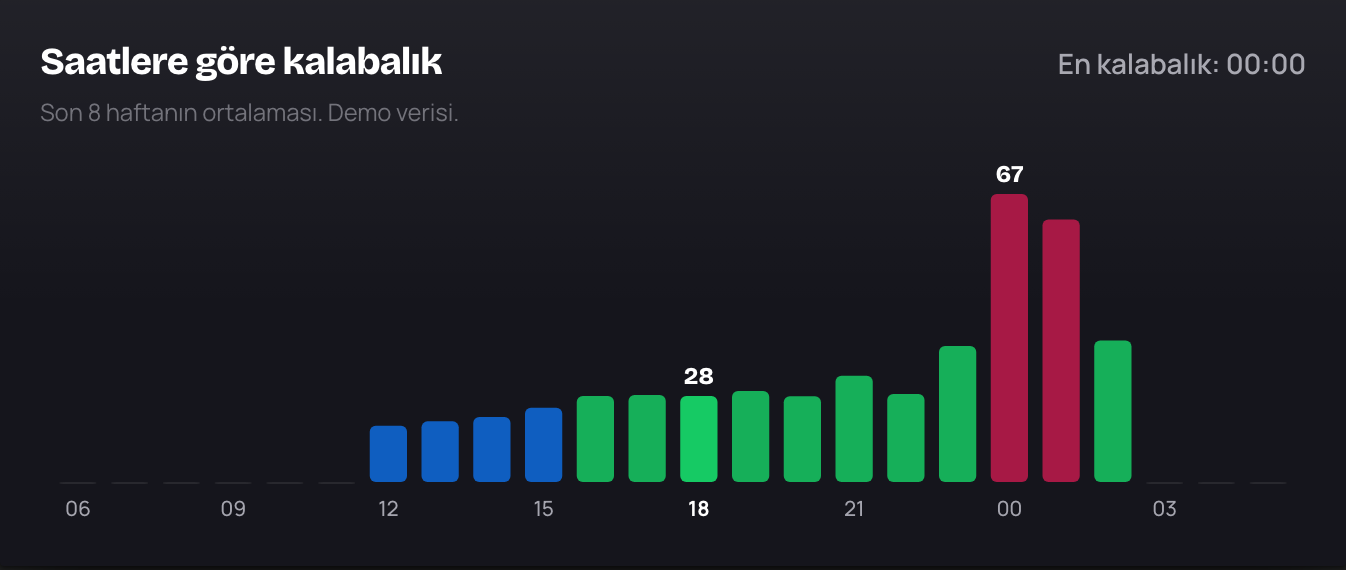 Saatlere göre kalabalık
En kalabalık: 00:00
Son 8 haftanın ortalaması. Demo verisi.
67
28
06 09 12 15 18 21 00 03